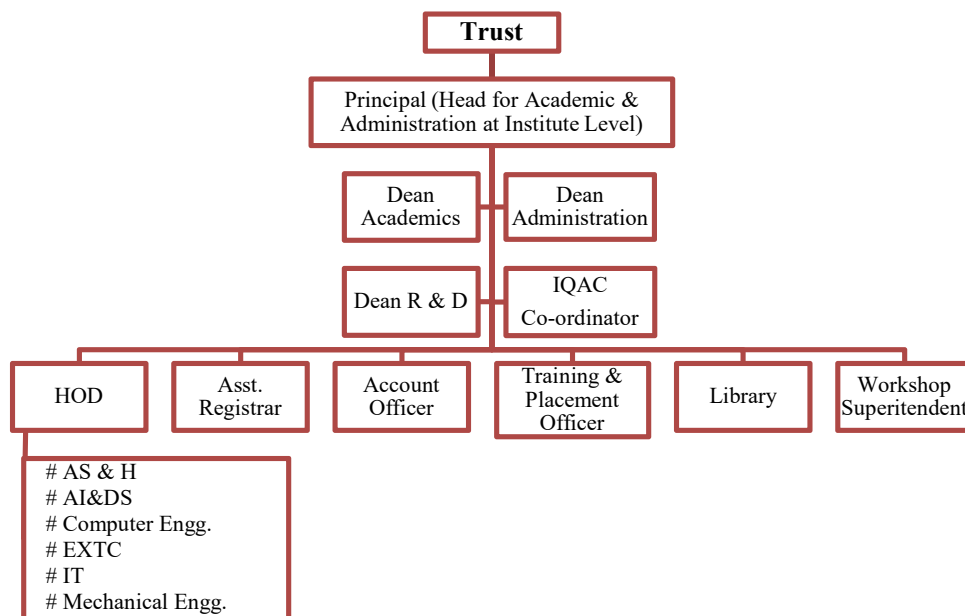 Trust
Principal (Head for Academic &
Administration at Institute Level)
Dean
Academics
Dean
Administration
Dean R & D
IQAC
Co-ordinator
HOD
Asst.
Registrar
Account
Officer
Training &
Placement
Officer
Library
Workshop
Superitendent
# AS & H
# AI&DS
# Computer Engg.
# EXTC
# IT
# Mechanical Engg.